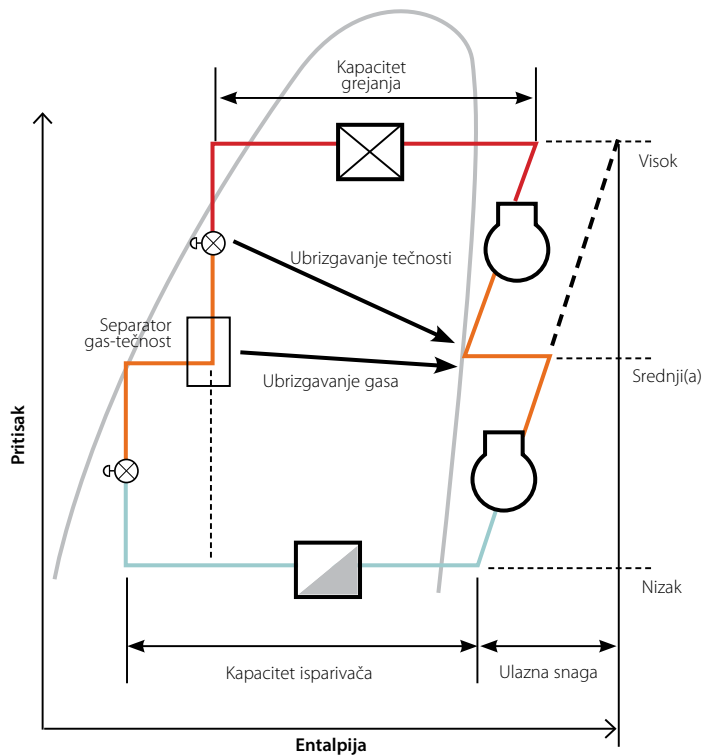 Kapacitet
grejanja
Visok
Ubrizgavanje tečnosti
Separator
gas-tečnost
Ubrizgavanje gasa
Srednji(a)
Pritisak
Nizak
Kapacitet isparivača
Ulazna snaga
Entalpija